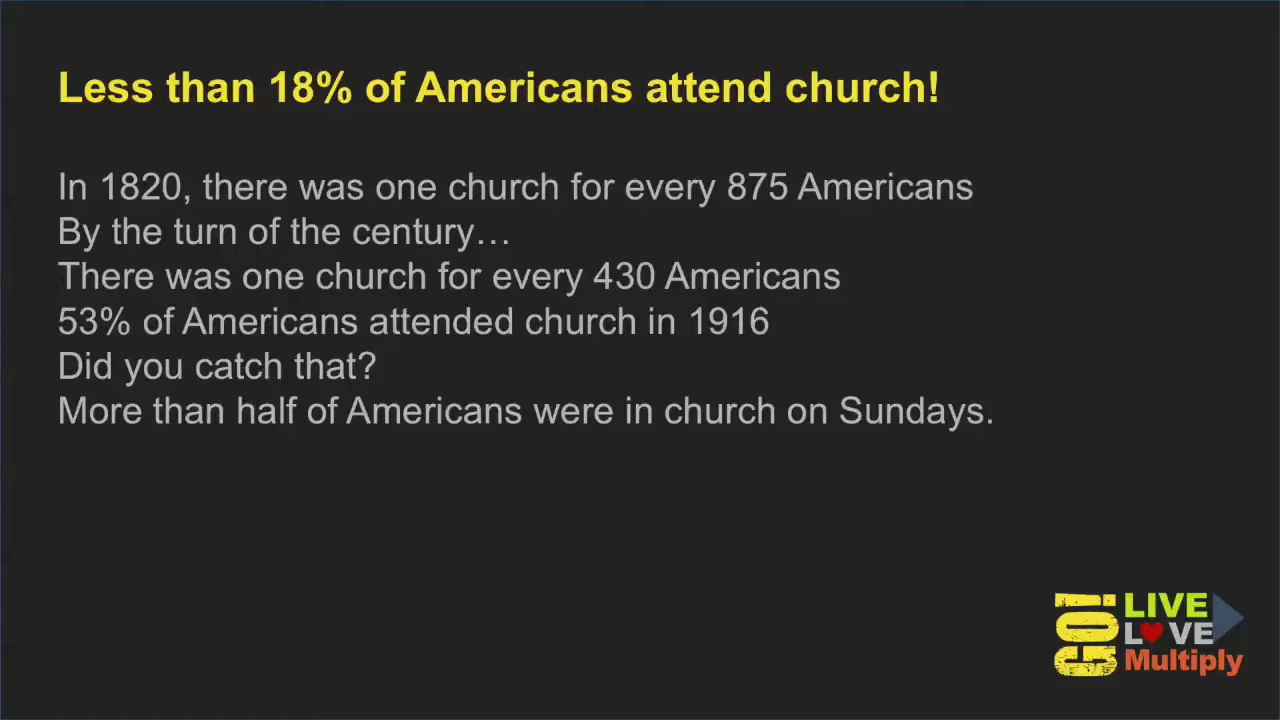 Less than 18% of Americans attend church!
In 1820, there was one church for every 875 Americans
By the turn of the century…
There was one church for every 430 Americans
53% of Americans attended church in 1916
Did you catch that?
More than half of Americans were in church on Sundays.
GO!
LIVE
LOVE
Multiply